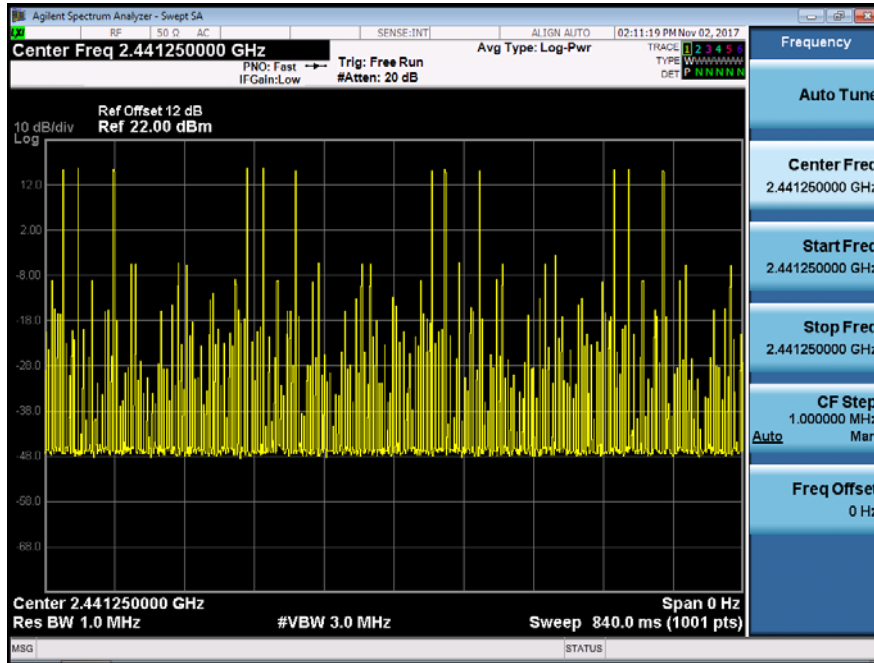 Agilent Spectrum Analyzer - Swept SA
LXI RF 50 Ω AC SENSE:INT ALIGN AUTO 02:11:19 PM Nov 02, 2017
Center Freq 2.441250000 GHz
PNO: Fast
IFGain:Low
Trig: Free Run
#Atten: 20 dB
Avg Type: Log-Pwr
TRACE 1 2 3 4 5 6
TYPE WWWWWW
DET P N N N N N
Ref Offset 12 dB
10 dB/div Ref 22.00 dBm
Log
12.0
2.00
-8.00
-18.0
-28.0
-38.0
-48.0
-58.0
-68.0
Center 2.441250000 GHz Span 0 Hz
Res BW 1.0 MHz #VBW 3.0 MHz Sweep 840.0 ms (1001 pts)
MSG STATUS
Frequency
Auto Tune
Center Freq
2.441250000 GHz
Start Freq
2.441250000 GHz
Stop Freq
2.441250000 GHz
CF Step
1.000000 MHz
Auto Man
Freq Offset
0 Hz